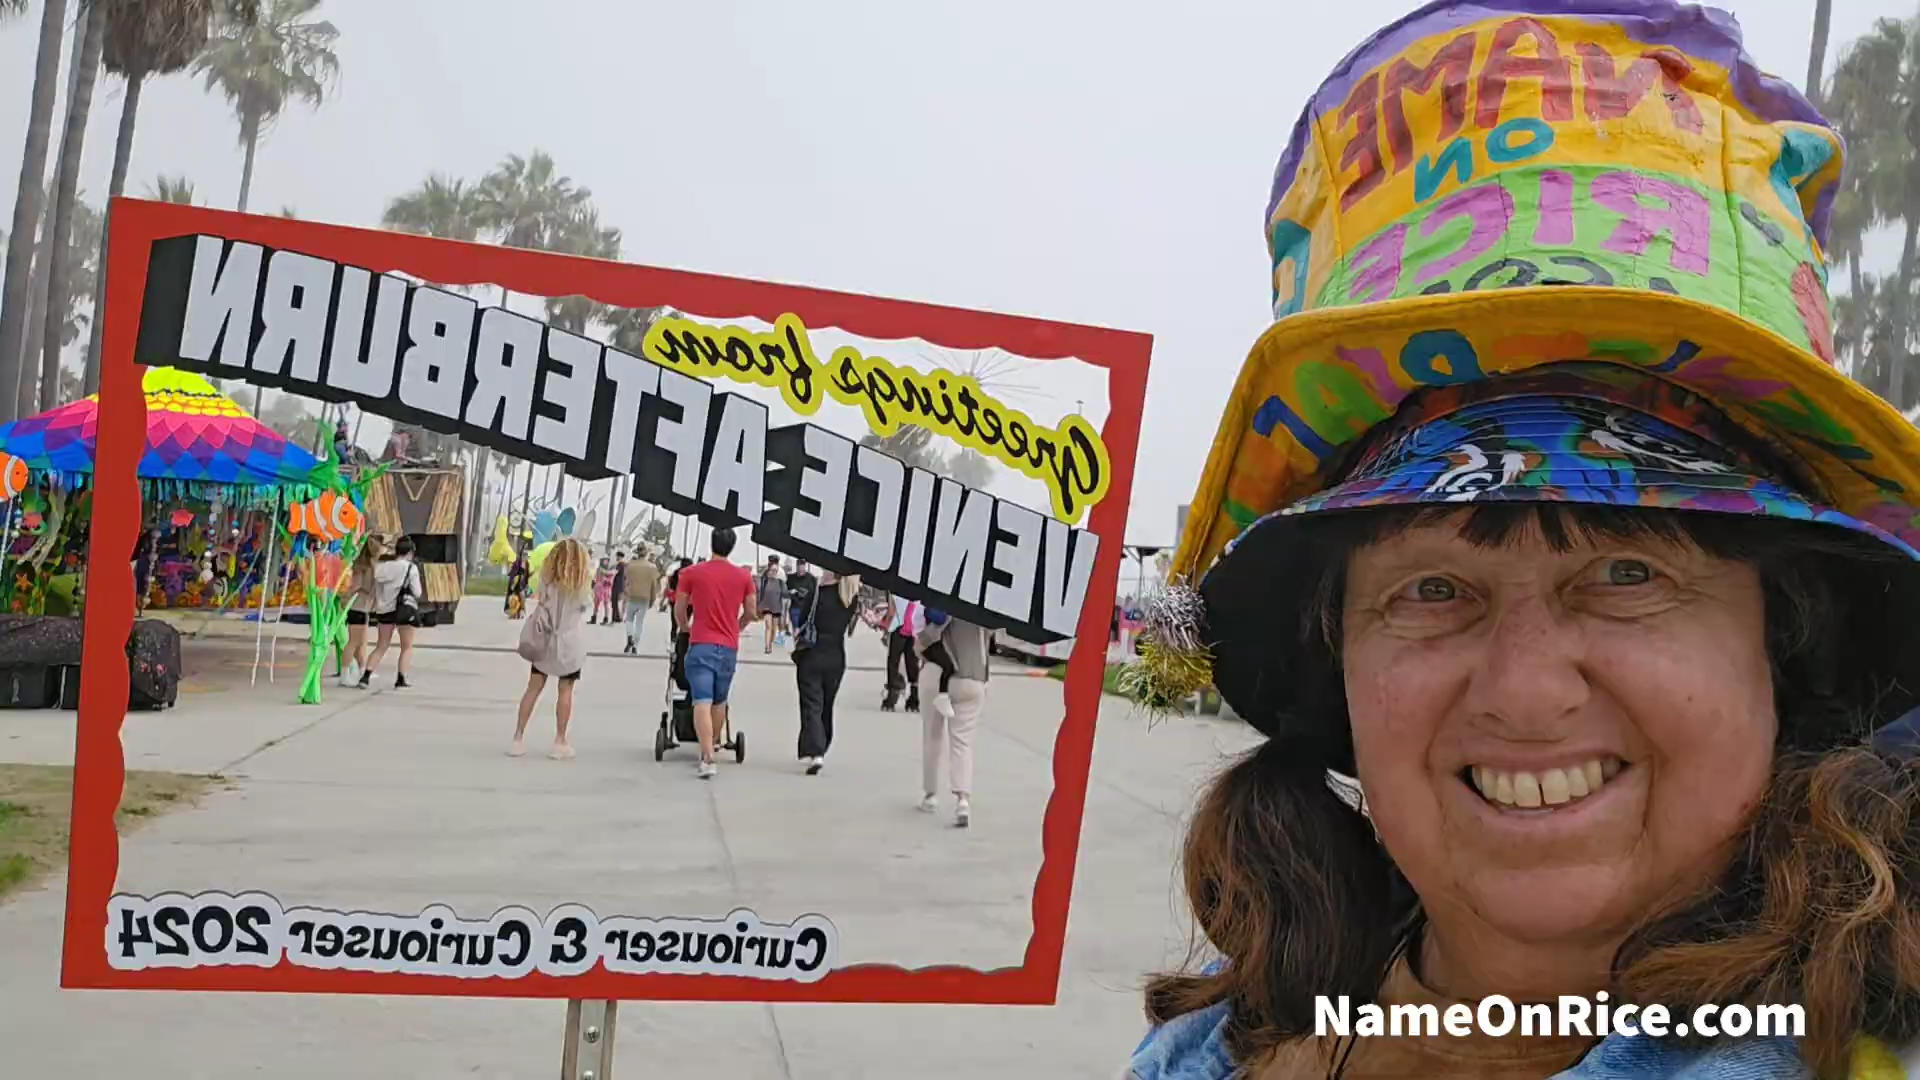 NAME
ON
RICE
Greetings from
VENICE AFTERBURN
Curiouser & Curiouser 2024
NameOnRice.com